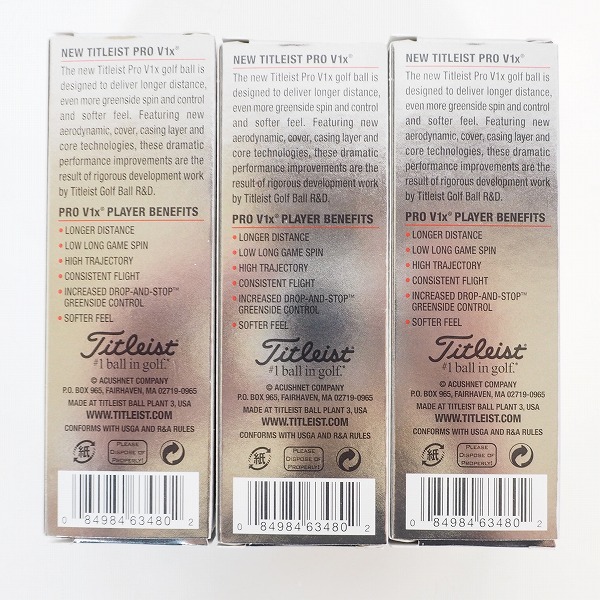 NEW TITLEIST PRO V1x®
The new Titleist Pro V1x golf ball is
designed to deliver longer distance,
even more greenside spin and control
and softer feel. Featuring new
aerodynamic, cover, casing layer and
core technologies, these dramatic
performance improvements are the
result of rigorous development work
by Titleist Golf Ball R&D.
PRO V1x® PLAYER BENEFITS
• LONGER DISTANCE
• LOW LONG GAME SPIN
• HIGH TRAJECTORY
• CONSISTENT FLIGHT
• INCREASED DROP-AND-STOP™
GREENSIDE CONTROL
• SOFTER FEEL
Titleist®
#1 ball in golf.®
© ACUSHNET COMPANY
P.O. BOX 965, FAIRHAVEN, MA 02719-0965
MADE AT TITLEIST BALL PLANT 3, USA
WWW.TITLEIST.COM
CONFORMS WITH USGA AND R&A RULES
紙
PLEASE
DISPOSE OF
PROPERLY!
0 84984 63480 2
NEW TITLEIST PRO V1x®
The new Titleist Pro V1x golf ball is
designed to deliver longer distance,
even more greenside spin and control
and softer feel. Featuring new
aerodynamic, cover, casing layer and
core technologies, these dramatic
performance improvements are the
result of rigorous development work
by Titleist Golf Ball R&D.
PRO V1x® PLAYER BENEFITS
• LONGER DISTANCE
• LOW LONG GAME SPIN
• HIGH TRAJECTORY
• CONSISTENT FLIGHT
• INCREASED DROP-AND-STOP™
GREENSIDE CONTROL
• SOFTER FEEL
Titleist®
#1 ball in golf.®
© ACUSHNET COMPANY
P.O. BOX 965, FAIRHAVEN, MA 02719-0965
MADE AT TITLEIST BALL PLANT 3, USA
WWW.TITLEIST.COM
CONFORMS WITH USGA AND R&A RULES
紙
PLEASE
DISPOSE OF
PROPERLY!
0 84984 63480 2
NEW TITLEIST PRO V1x®
The new Titleist Pro V1x golf ball is
designed to deliver longer distance,
even more greenside spin and control
and softer feel. Featuring new
aerodynamic, cover, casing layer and
core technologies, these dramatic
performance improvements are the
result of rigorous development work
by Titleist Golf Ball R&D.
PRO V1x® PLAYER BENEFITS
• LONGER DISTANCE
• LOW LONG GAME SPIN
• HIGH TRAJECTORY
• CONSISTENT FLIGHT
• INCREASED DROP-AND-STOP™
GREENSIDE CONTROL
• SOFTER FEEL
Titleist®
#1 ball in golf.®
© ACUSHNET COMPANY
P.O. BOX 965, FAIRHAVEN, MA 02719-0965
MADE AT TITLEIST BALL PLANT 3, USA
WWW.TITLEIST.COM
CONFORMS WITH USGA AND R&A RULES
紙
PLEASE
DISPOSE OF
PROPERLY!
0 84984 63480 2